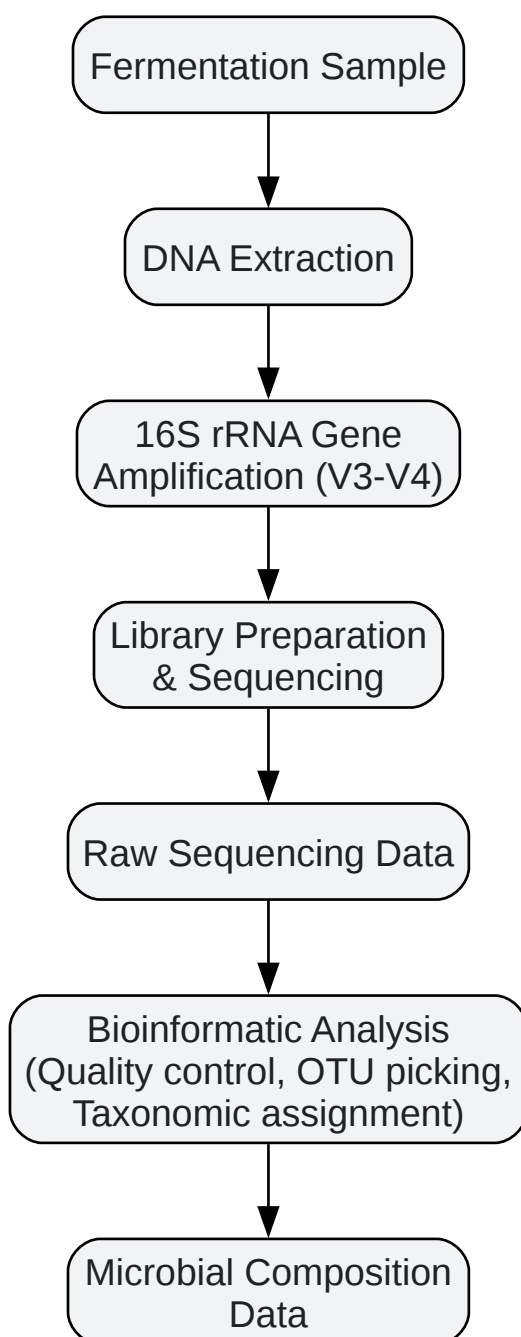 Fermentation Sample
DNA Extraction
16S rRNA Gene
Amplification (V3-V4)
Library Preparation
& Sequencing
Raw Sequencing Data
Bioinformatic Analysis
(Quality control, OTU picking,
Taxonomic assignment)
Microbial Composition
Data